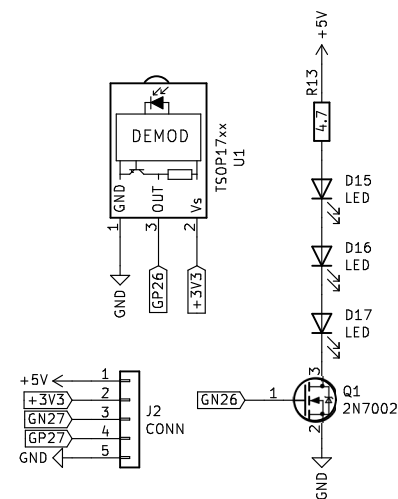 +5V
R13
4.7
DEMOD
TSOP17xx
U1
GND
OUT
Vs
1
3
2
GND
GP26
+3V3
D15
LED
D16
LED
D17
LED
3
GN26
1
Q1
2N7002
2
GND
+5V
1
+3V3
2
GN27
3
GP27
4
GND
5
J2
CONN